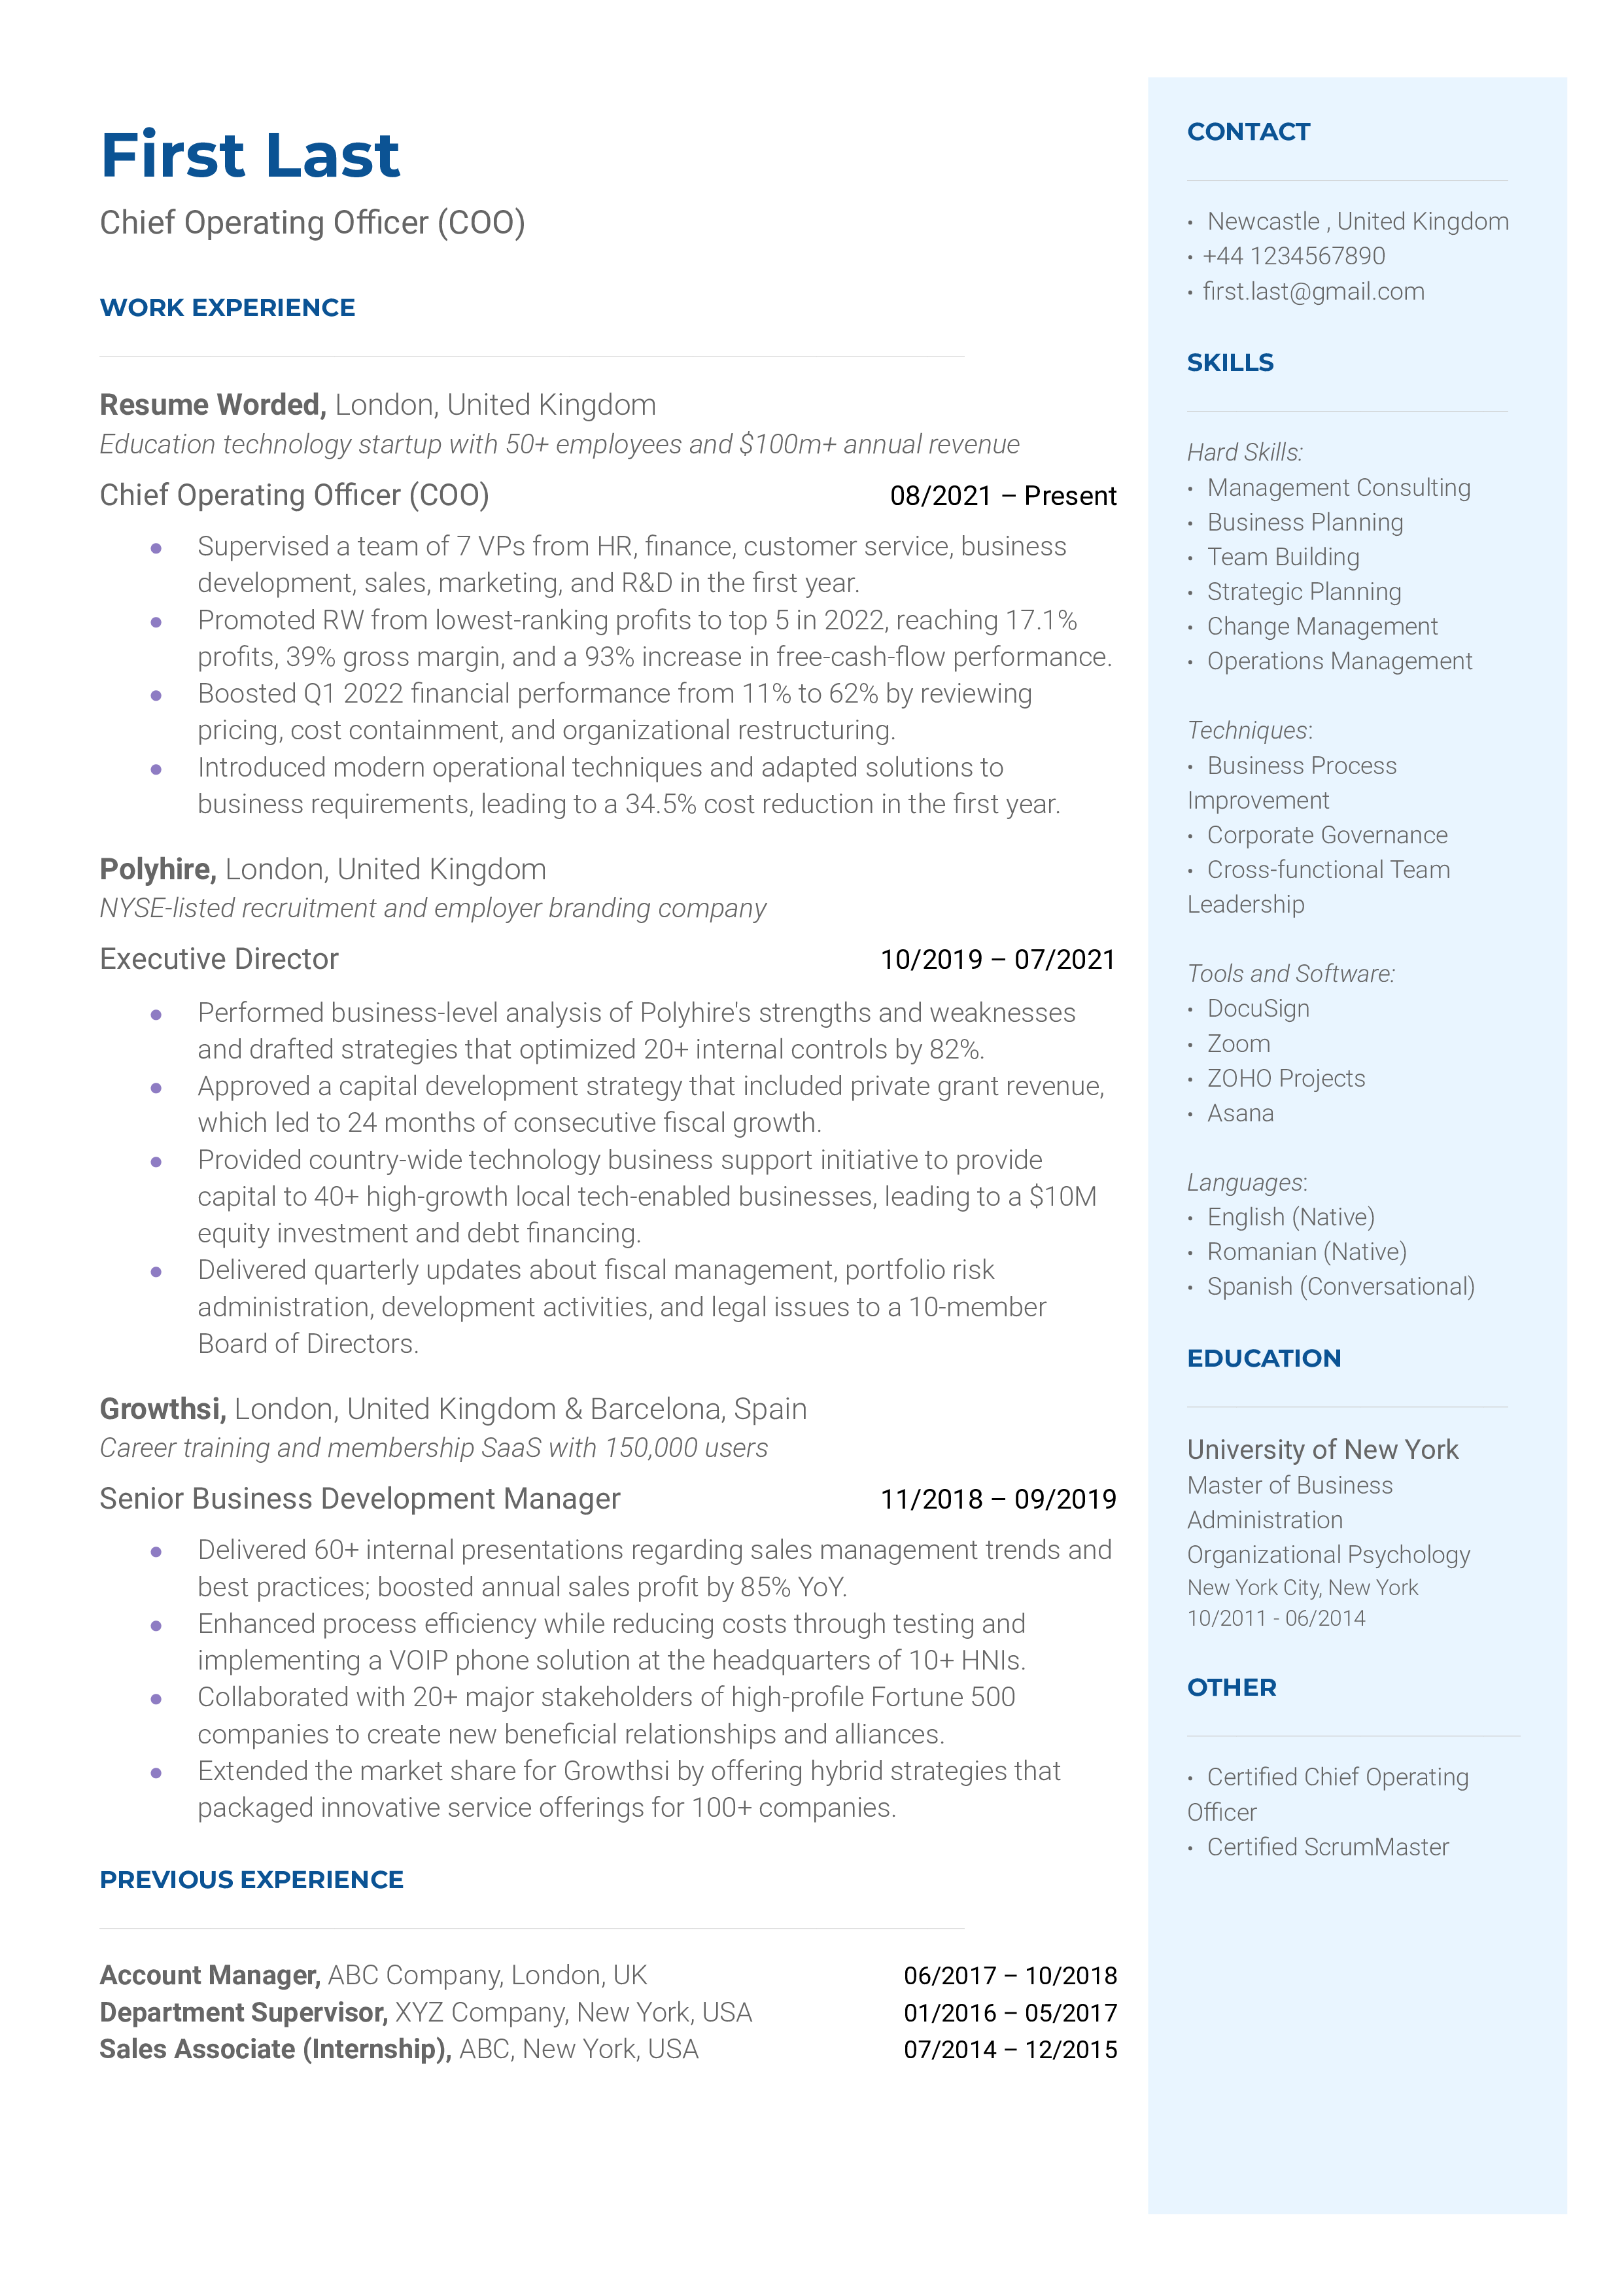 First Last
Chief Operating Officer (COO)
WORK EXPERIENCE
Resume Worded, London, United Kingdom
Education technology startup with 50+ employees and $100m+ annual revenue
Chief Operating Officer (COO) 08/2021 – Present
● Supervised a team of 7 VPs from HR, finance, customer service, business
development, sales, marketing, and R&D in the first year.
● Promoted RW from lowest-ranking profits to top 5 in 2022, reaching 17.1%
profits, 39% gross margin, and a 93% increase in free-cash-flow performance.
● Boosted Q1 2022 financial performance from 11% to 62% by reviewing
pricing, cost containment, and organizational restructuring.
● Introduced modern operational techniques and adapted solutions to
business requirements, leading to a 34.5% cost reduction in the first year.
Polyhire, London, United Kingdom
NYSE-listed recruitment and employer branding company
Executive Director 10/2019 – 07/2021
● Performed business-level analysis of Polyhire's strengths and weaknesses
and drafted strategies that optimized 20+ internal controls by 82%.
● Approved a capital development strategy that included private grant revenue,
which led to 24 months of consecutive fiscal growth.
● Provided country-wide technology business support initiative to provide
capital to 40+ high-growth local tech-enabled businesses, leading to a $10M
equity investment and debt financing.
● Delivered quarterly updates about fiscal management, portfolio risk
administration, development activities, and legal issues to a 10-member
Board of Directors.
Growthsi, London, United Kingdom & Barcelona, Spain
Career training and membership SaaS with 150,000 users
Senior Business Development Manager 11/2018 – 09/2019
● Delivered 60+ internal presentations regarding sales management trends and
best practices; boosted annual sales profit by 85% YoY.
● Enhanced process efficiency while reducing costs through testing and
implementing a VOIP phone solution at the headquarters of 10+ HNIs.
● Collaborated with 20+ major stakeholders of high-profile Fortune 500
companies to create new beneficial relationships and alliances.
● Extended the market share for Growthsi by offering hybrid strategies that
packaged innovative service offerings for 100+ companies.
PREVIOUS EXPERIENCE
Account Manager, ABC Company, London, UK 06/2017 – 10/2018
Department Supervisor, XYZ Company, New York, USA 01/2016 – 05/2017
Sales Associate (Internship), ABC, New York, USA 07/2014 – 12/2015
CONTACT
• Newcastle , United Kingdom
• +44 1234567890
• first.last@gmail.com
SKILLS
Hard Skills:
• Management Consulting
• Business Planning
• Team Building
• Strategic Planning
• Change Management
• Operations Management
Techniques:
• Business Process
Improvement
• Corporate Governance
• Cross-functional Team
Leadership
Tools and Software:
• DocuSign
• Zoom
• ZOHO Projects
• Asana
Languages:
• English (Native)
• Romanian (Native)
• Spanish (Conversational)
EDUCATION
University of New York
Master of Business
Administration
Organizational Psychology
New York City, New York
10/2011 - 06/2014
OTHER
• Certified Chief Operating
Officer
• Certified ScrumMaster